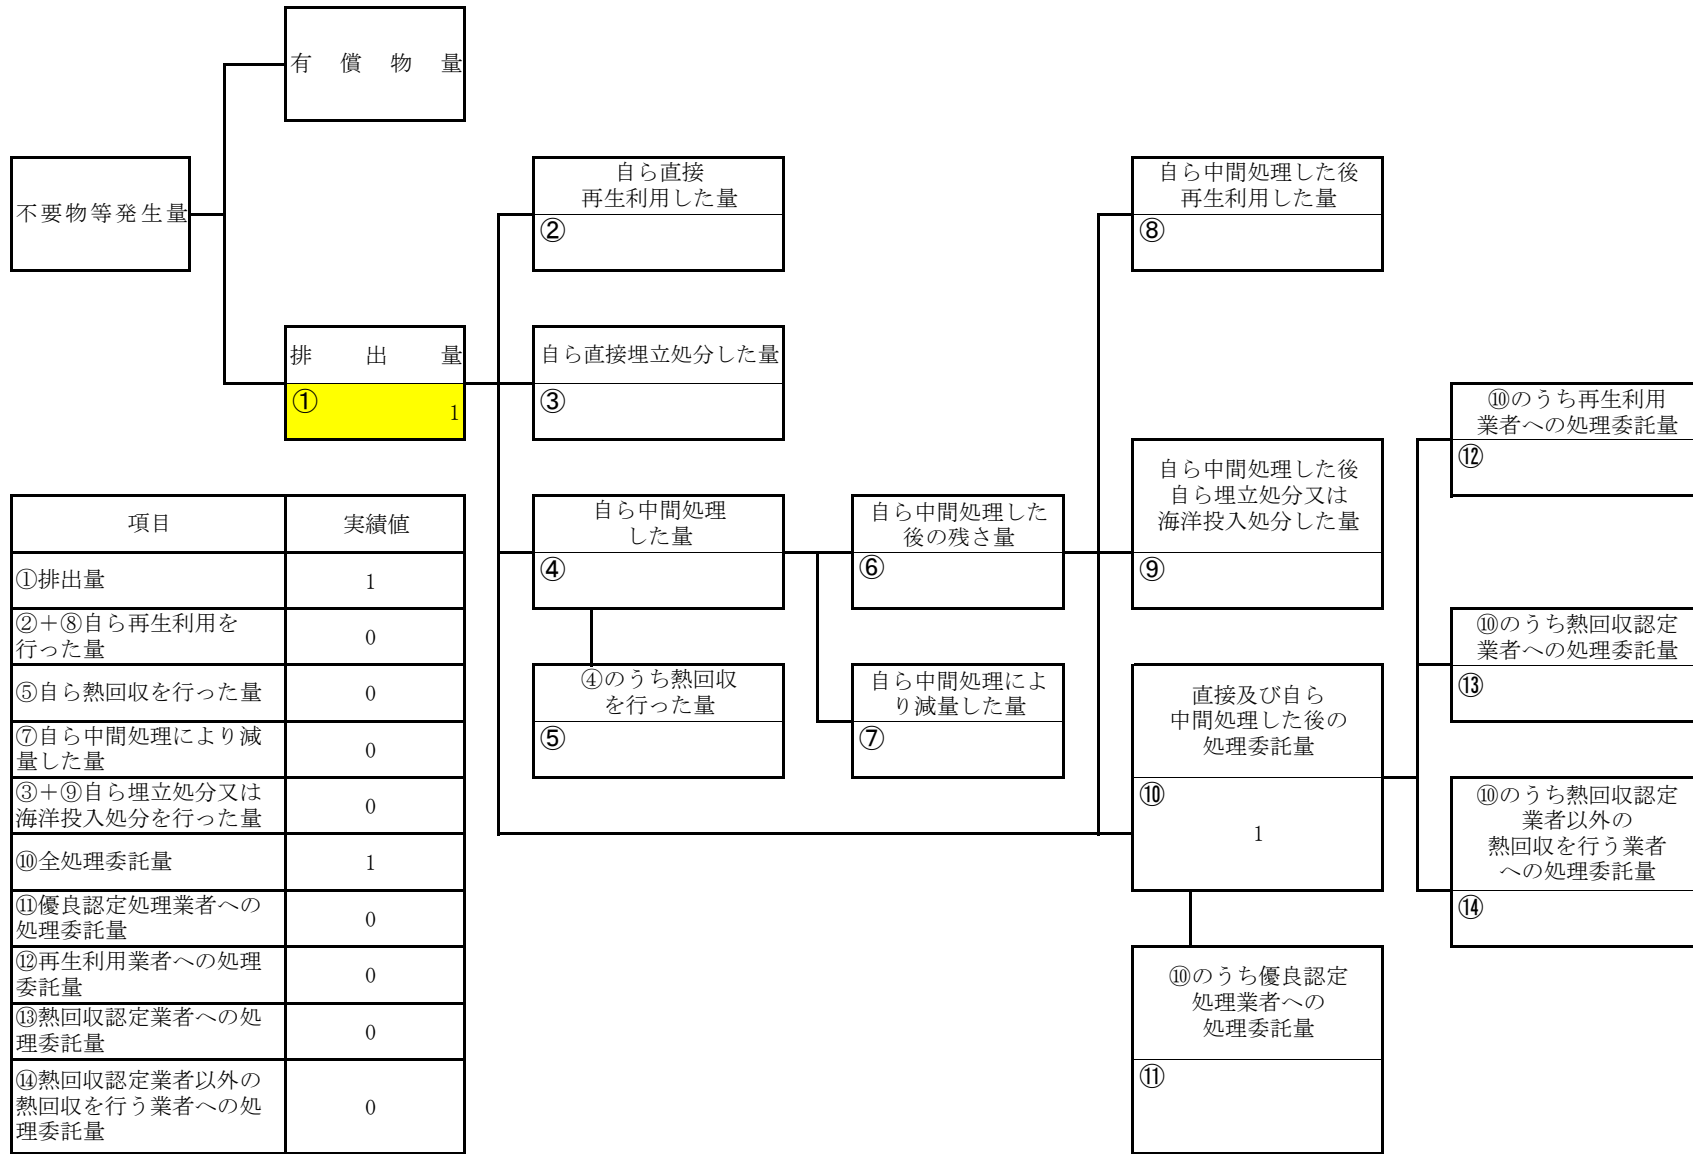 有償物量
不要物等発生量
排出量
①
1
自ら直接
再生利用した量
②
自ら直接埋立処分した量
③
自ら中間処理
した量
④
④のうち熱回収
を行った量
⑤
自ら中間処理した
後の残さ量
⑥
自ら中間処理によ
り減量した量
⑦
自ら中間処理した後
再生利用した量
⑧
自ら中間処理した後
自ら埋立処分又は
海洋投入処分した量
⑨
直接及び自ら
中間処理した後の
処理委託量
⑩
1
⑩のうち優良認定
処理業者への
処理委託量
⑪
⑩のうち再生利用
業者への処理委託量
⑫
⑩のうち熱回収認定
業者への処理委託量
⑬
⑩のうち熱回収認定
業者以外の
熱回収を行う業者
への処理委託量
⑭
項目 実績値
①排出量 1
②＋⑧自ら再生利用を
行った量 0
⑤自ら熱回収を行った量 0
⑦自ら中間処理により減
量した量 0
③＋⑨自ら埋立処分又は
海洋投入処分を行った量 0
⑩全処理委託量 1
⑪優良認定処理業者への
処理委託量 0
⑫再生利用業者への処理
委託量 0
⑬熱回収認定業者への処
理委託量 0
⑭熱回収認定業者以外の
熱回収を行う業者への処 0
理委託量